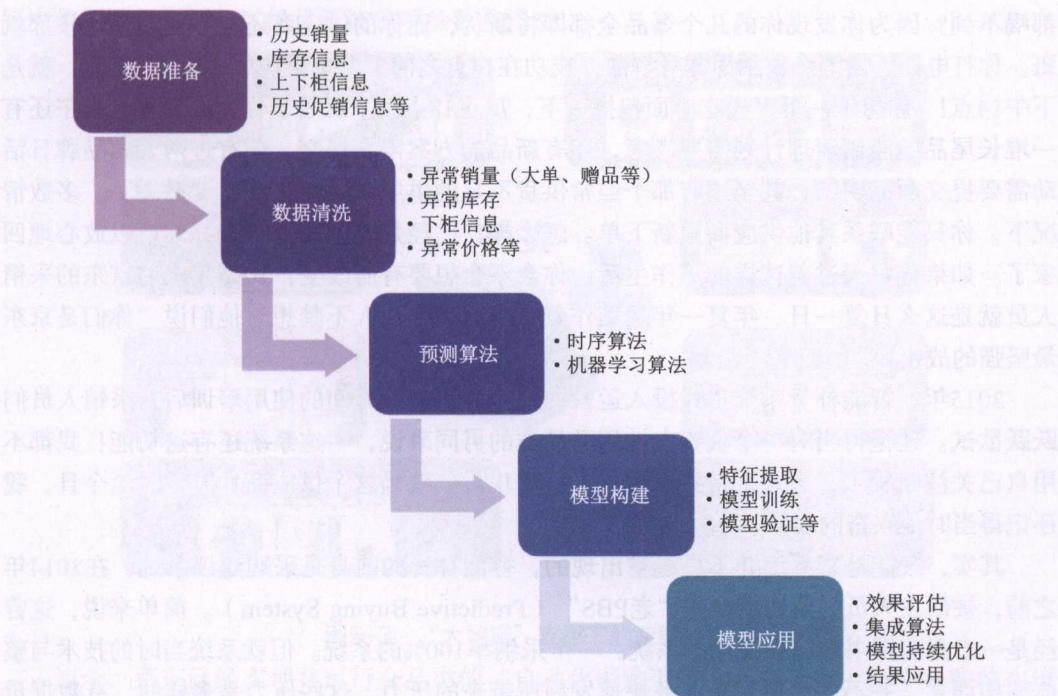 数据准备
• 历史销量
库存信息
上下柜信息
历史促销信息等
数据清洗
• 异常销量（大单、赠品等）
• 异常库存
• 下柜信息
• 异常价格等
预测算法
• 时序算法
• 机器学习算法
模型构建
• 特征提取
• 模型训练
• 模型验证等
模型应用
• 效果评估
• 集成算法
• 模型持续优化
• 结果应用